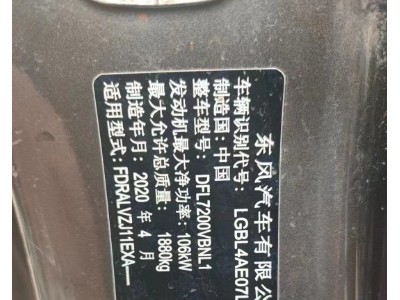 东风汽车有限公
车辆识别代号: LGBL4AE07
制造国: 中国
整车型号: DFL7200VBNL1
发动机最大净功率: 106kW
最大允许总质量: 1880kg
制造年月: 2020 年 4 月
适用型式: FDRALVZJ11EXA